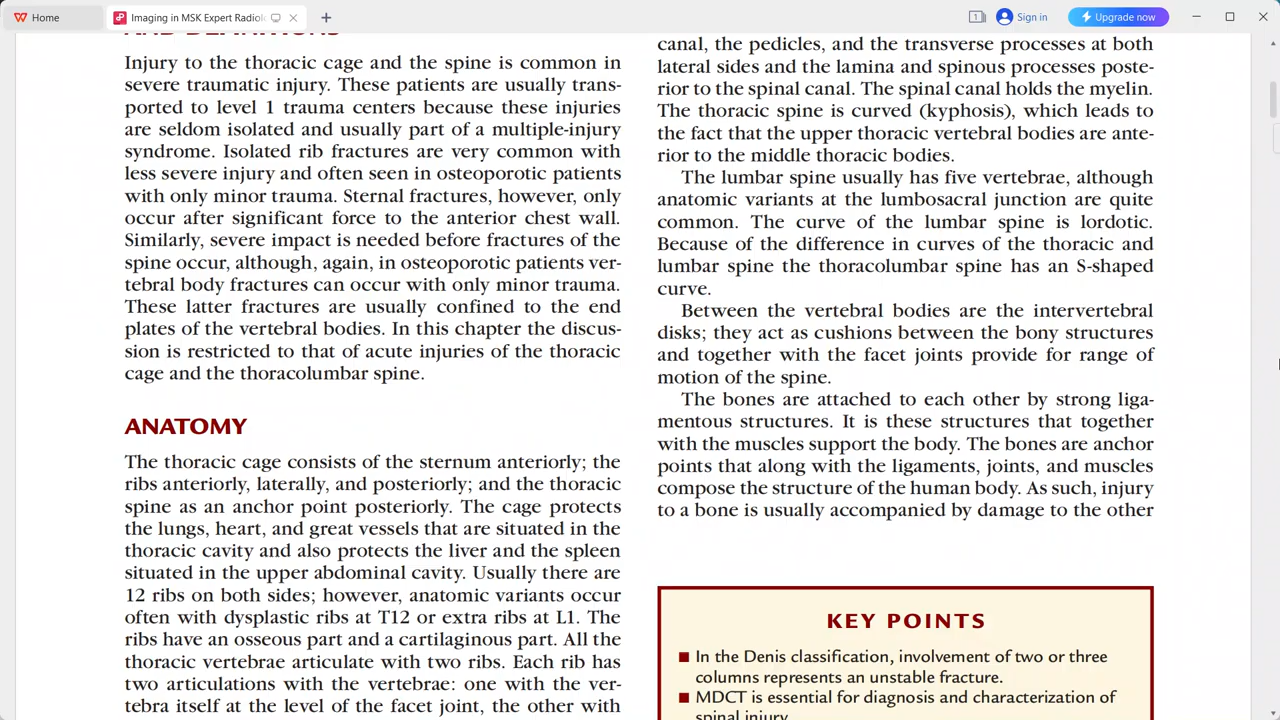 Home
Imaging in MSK Expert Radiol
1
Sign in
Upgrade now
Injury to the thoracic cage and the spine is common in
severe traumatic injury. These patients are usually trans-
ported to level 1 trauma centers because these injuries
are seldom isolated and usually part of a multiple-injury
syndrome. Isolated rib fractures are very common with
less severe injury and often seen in osteoporotic patients
with only minor trauma. Sternal fractures, however, only
occur after significant force to the anterior chest wall.
Similarly, severe impact is needed before fractures of the
spine occur, although, again, in osteoporotic patients ver-
tebral body fractures can occur with only minor trauma.
These latter fractures are usually confined to the end
plates of the vertebral bodies. In this chapter the discus-
sion is restricted to that of acute injuries of the thoracic
cage and the thoracolumbar spine.
ANATOMY
The thoracic cage consists of the sternum anteriorly; the
ribs anteriorly, laterally, and posteriorly; and the thoracic
spine as an anchor point posteriorly. The cage protects
the lungs, heart, and great vessels that are situated in the
thoracic cavity and also protects the liver and the spleen
situated in the upper abdominal cavity. Usually there are
12 ribs on both sides; however, anatomic variants occur
often with dysplastic ribs at T12 or extra ribs at L1. The
ribs have an osseous part and a cartilaginous part. All the
thoracic vertebrae articulate with two ribs. Each rib has
two articulations with the vertebrae: one with the ver-
tebra itself at the level of the facet joint, the other with
canal, the pedicles, and the transverse processes at both
lateral sides and the lamina and spinous processes poste-
rior to the spinal canal. The spinal canal holds the myelin.
The thoracic spine is curved (kyphosis), which leads to
the fact that the upper thoracic vertebral bodies are ante-
rior to the middle thoracic bodies.
The lumbar spine usually has five vertebrae, although
anatomic variants at the lumbosacral junction are quite
common. The curve of the lumbar spine is lordotic.
Because of the difference in curves of the thoracic and
lumbar spine the thoracolumbar spine has an S-shaped
curve.
Between the vertebral bodies are the intervertebral
disks; they act as cushions between the bony structures
and together with the facet joints provide for range of
motion of the spine.
The bones are attached to each other by strong liga-
mentous structures. It is these structures that together
with the muscles support the body. The bones are anchor
points that along with the ligaments, joints, and muscles
compose the structure of the human body. As such, injury
to a bone is usually accompanied by damage to the other
KEY POINTS
■ In the Denis classification, involvement of two or three
columns represents an unstable fracture.
■ MDCT is essential for diagnosis and characterization of
spinal injury.